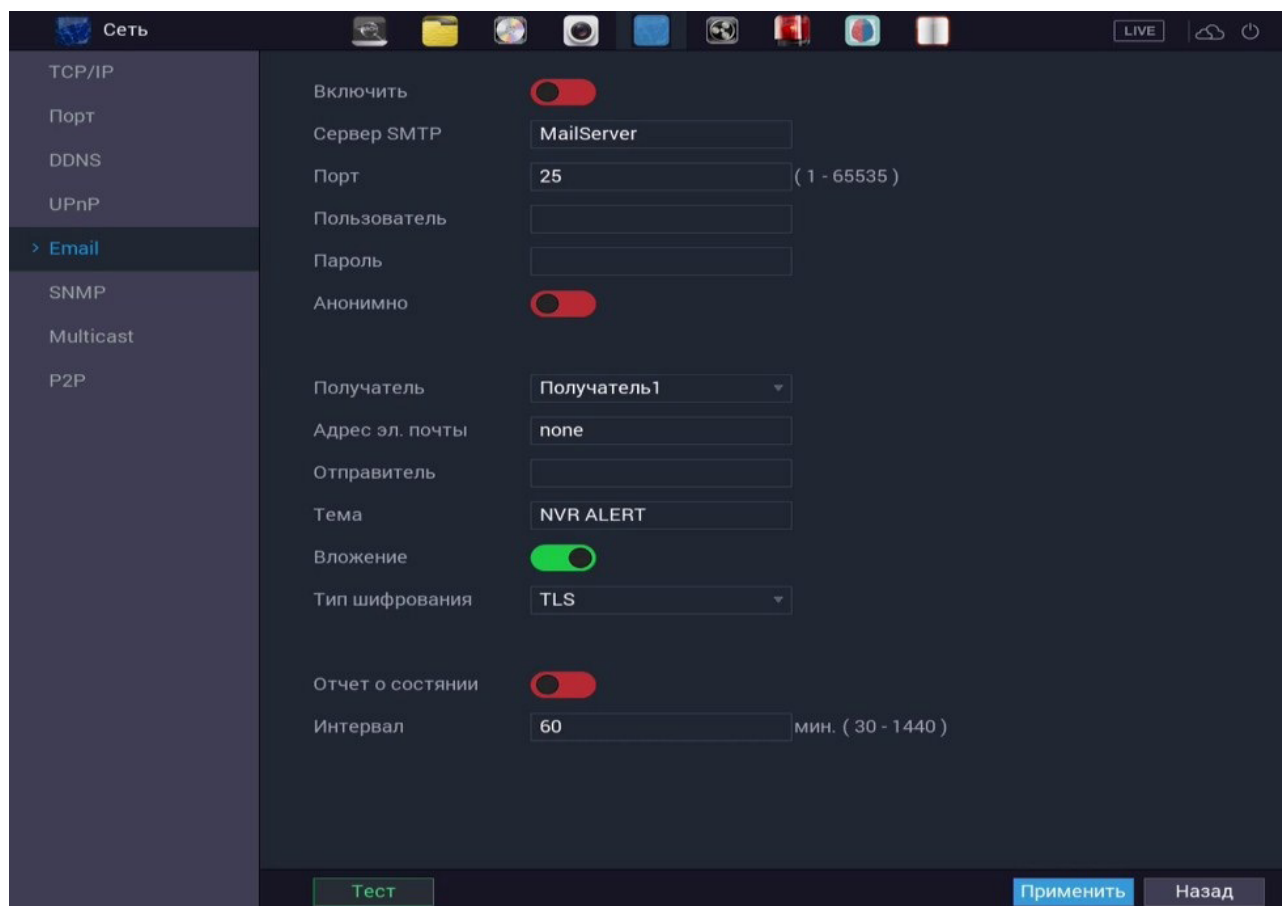 Сеть
LIVE
TCP/IP
Порт
DDNS
UPnP
> Email
SNMP
Multicast
P2P
Включить
Сервер SMTP MailServer
Порт 25 ( 1 - 65535 )
Пользователь
Пароль
Анонимно
Получатель Получатель1
Адрес эл. почты none
Отправитель
Тема NVR ALERT
Вложение
Тип шифрования TLS
Отчет о состянии
Интервал 60 мин. ( 30 - 1440 )
Тест Применить Назад